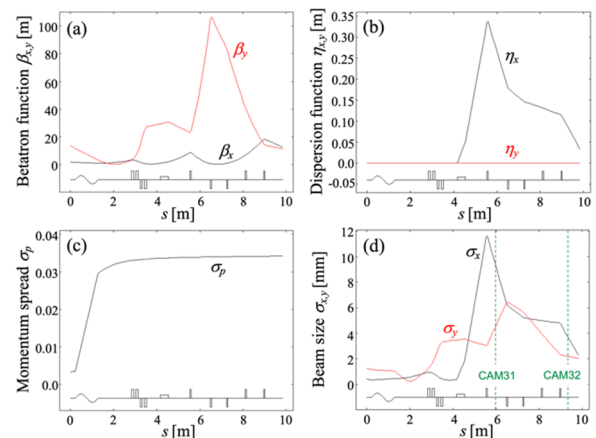 (a)
Betatron function βx,y [m]
100
80
60
40
20
0
βy
βx
0 2 4 6 8 10
s [m]
(b)
Dispersion function ηx,y [m]
0.35
0.30
0.25
0.20
0.15
0.10
0.05
0.0
-0.05
ηx
ηy
0 2 4 6 8 10
s [m]
(c)
Momentum spread σp
0.04
0.03
0.02
0.01
0.0
σp
0 2 4 6 8 10
s [m]
(d)
Beam size σx,y [mm]
12
10
8
6
4
2
0
σx
σy
CAM31
CAM32
0 2 4 6 8 10
s [m]